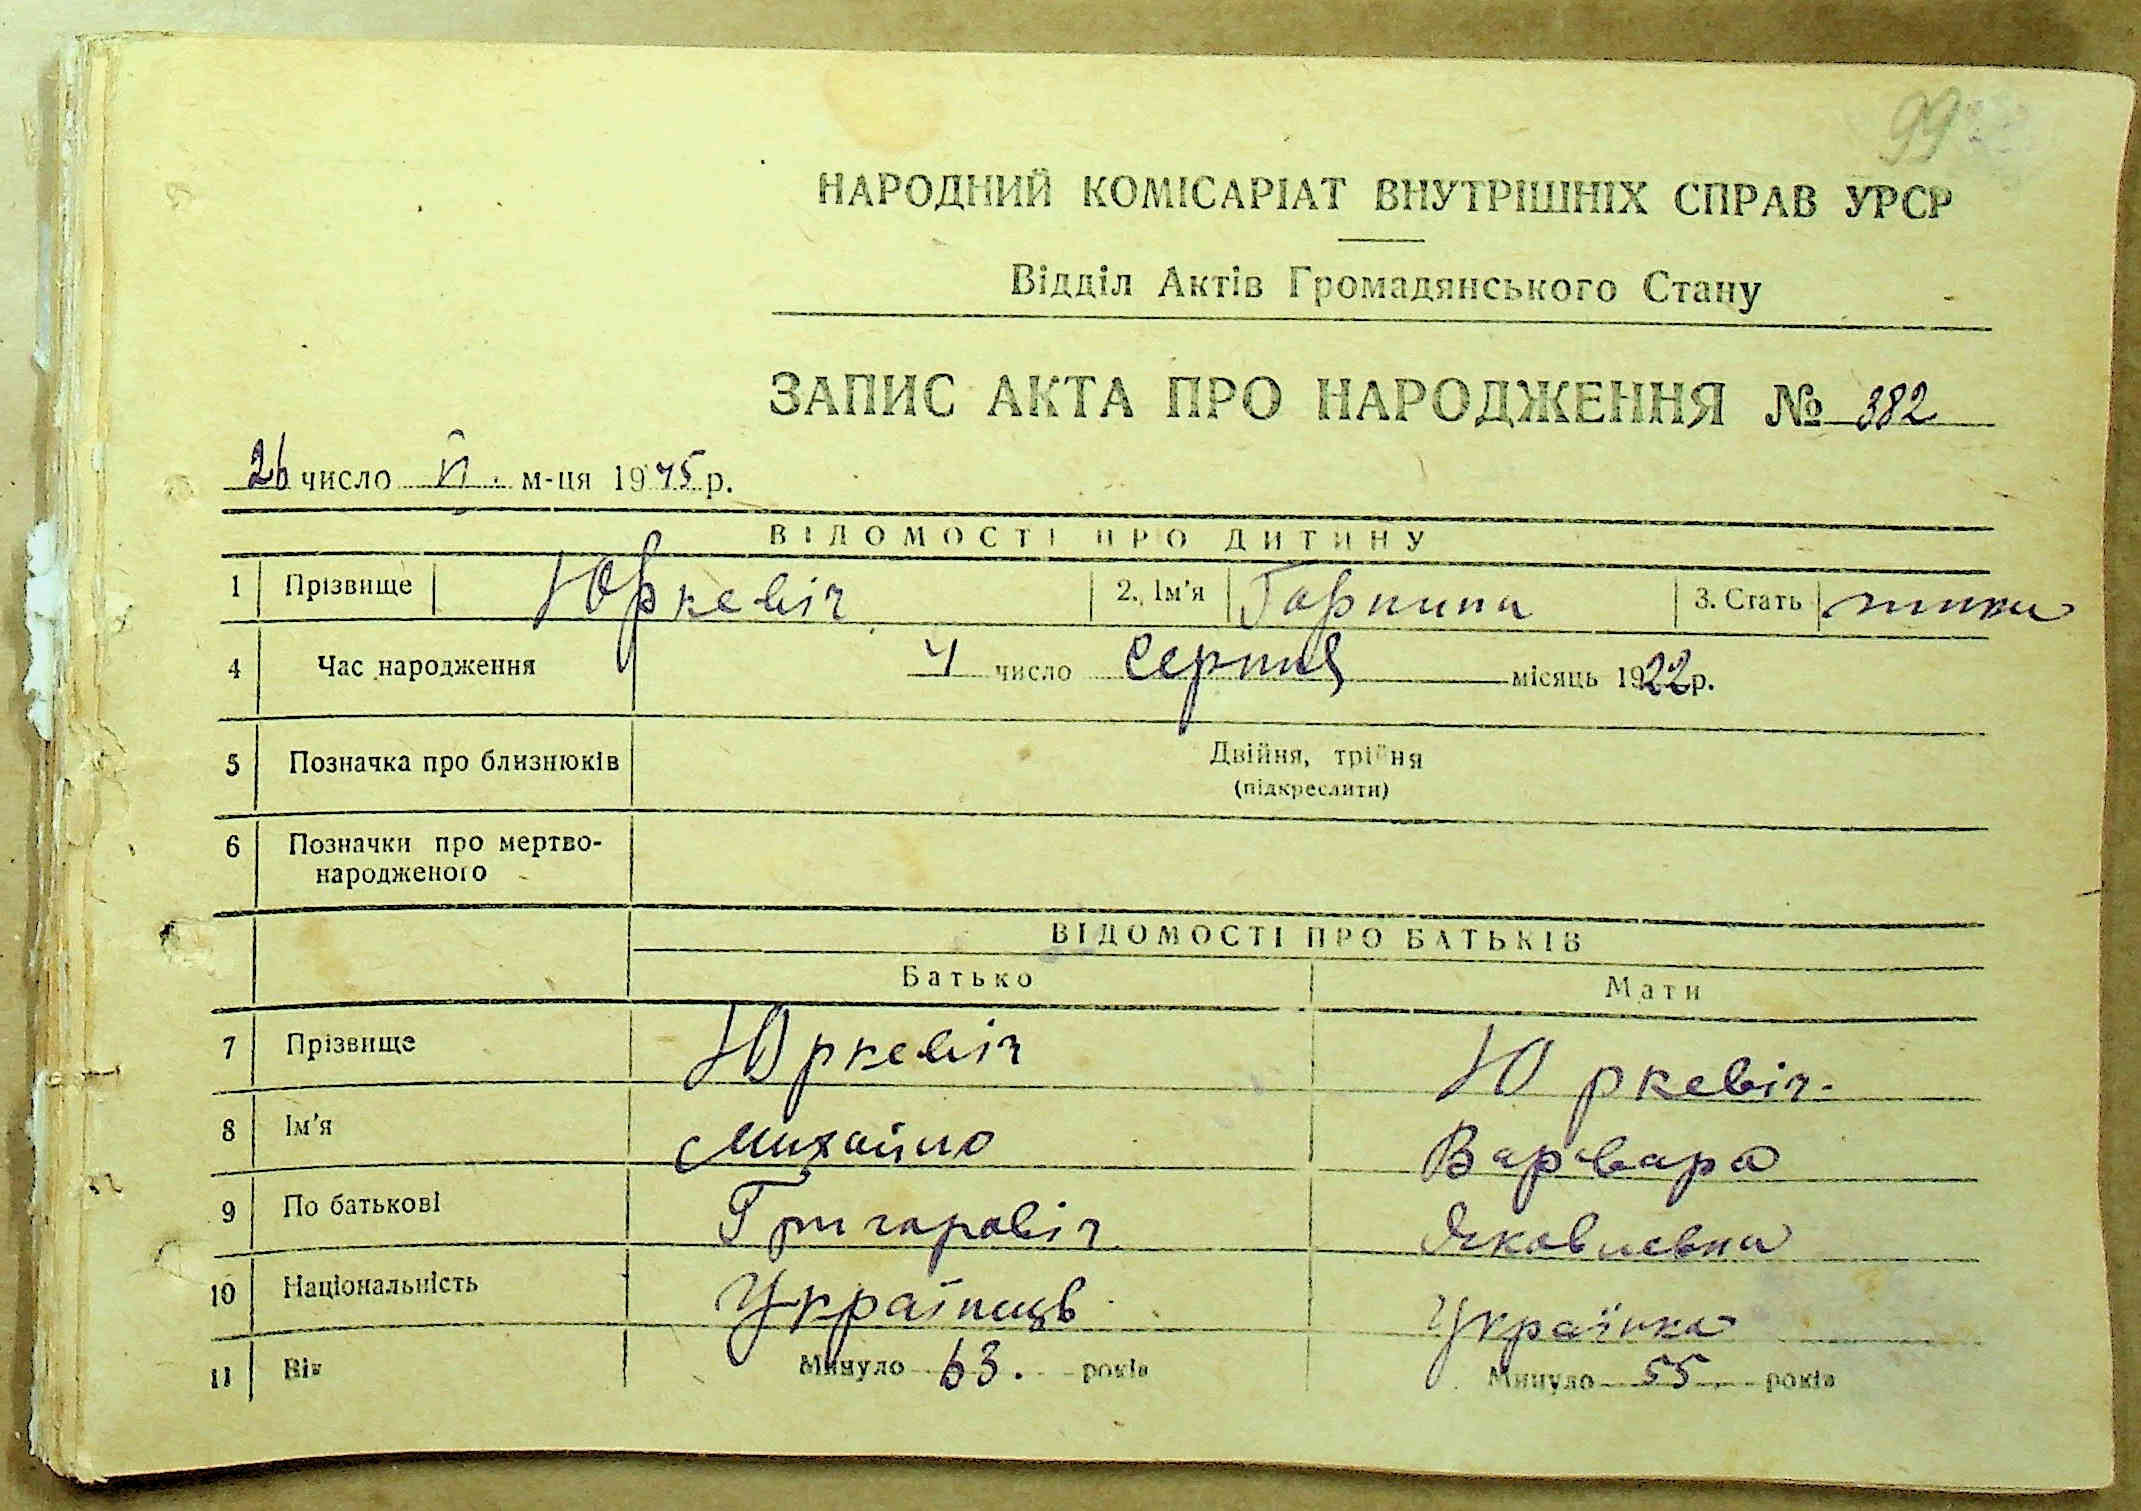 99
НАРОДНИЙ КОМІСАРІАТ ВНУТРІШНІХ СПРАВ УРСР
Відділ Актів Громадянського Стану
ЗАПИС АКТА ПРО НАРОДЖЕННЯ № 382
26 число м-ця 1945 р.
ВІДОМОСТІ ПРО ДИТИНУ
1 Прізвище Юркевіч 2. Ім'я Горпина 3. Стать
4 Час народження 4 число Серпня місяць 1922 р.
5 Позначка про близнюків Двійня, трійня
(підкреслити)
6 Позначки про мертво-
народженого
ВІДОМОСТІ ПРО БАТЬКІВ
Батько Мати
7 Прізвище Юркевіч Юркевіч.
8 Ім'я Михайло Варвара
9 По батькові Григоровіч Яковлевна
10 Національність Українець Українка
11 Вік Минуло 63. років Минуло 55 років